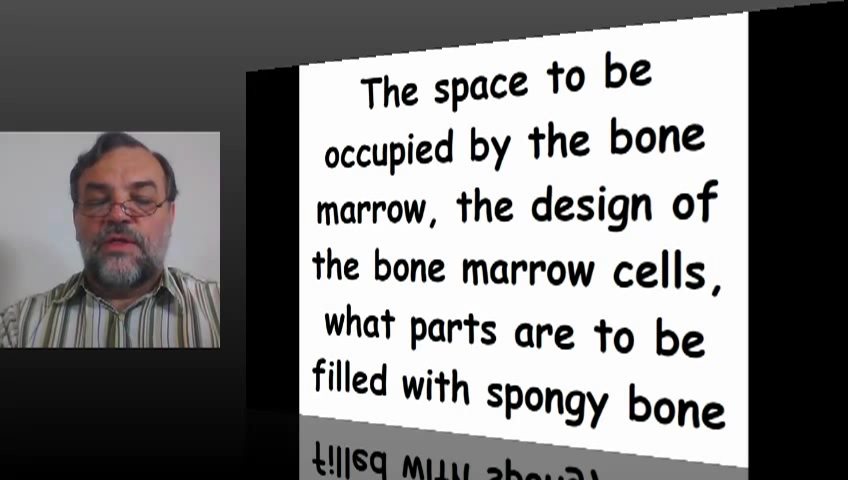 The space to be
occupied by the bone
marrow, the design of
the bone marrow cells,
what parts are to be
filled with spongy bone